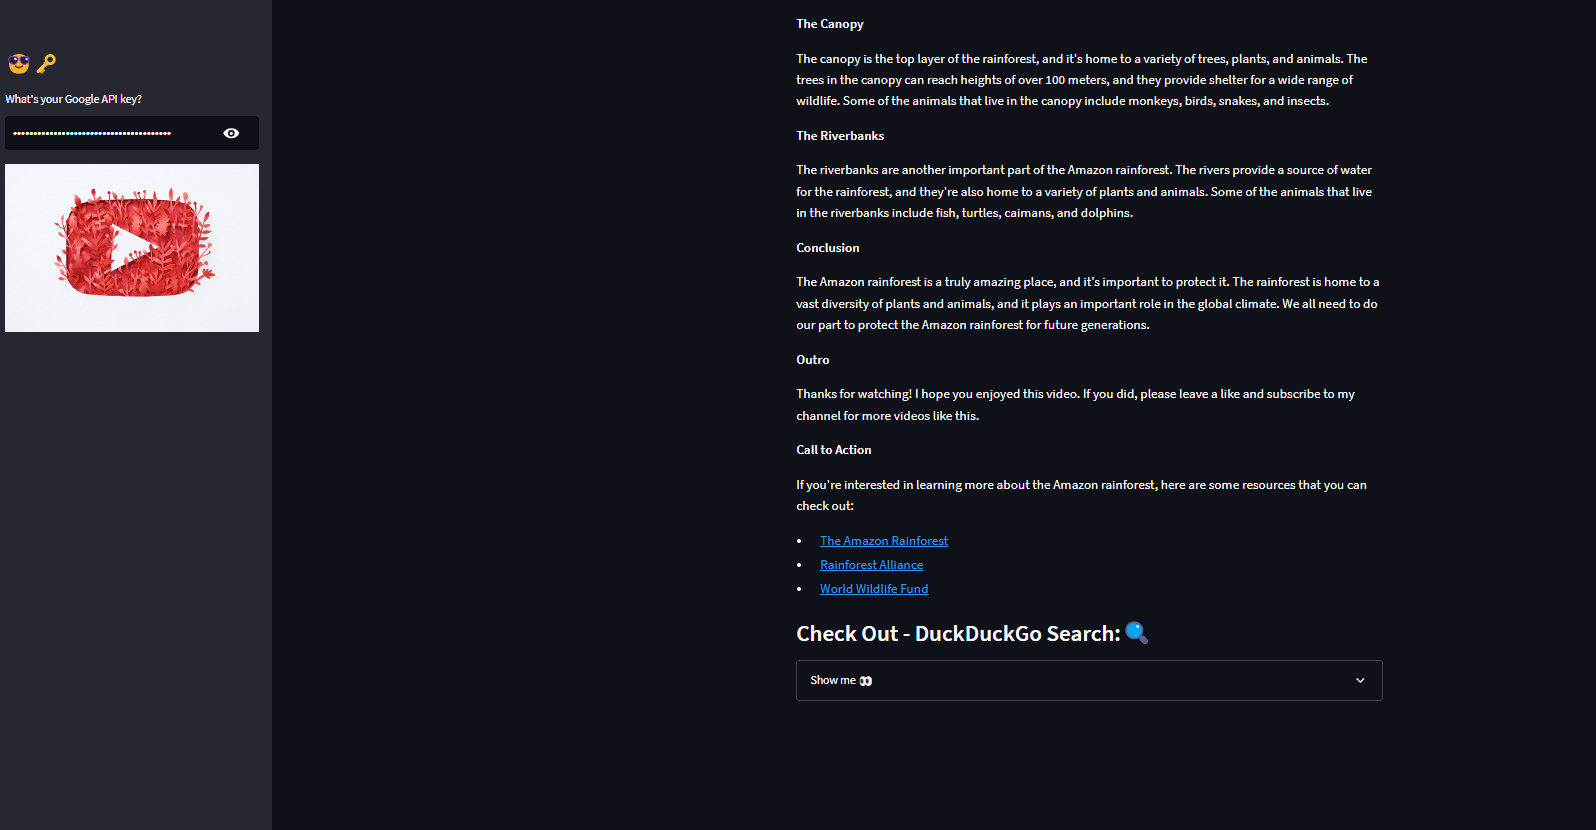 What's your Google API key?
The Canopy
The canopy is the top layer of the rainforest, and it's home to a variety of trees, plants, and animals. The
trees in the canopy can reach heights of over 100 meters, and they provide shelter for a wide range of
wildlife. Some of the animals that live in the canopy include monkeys, birds, snakes, and insects.
The Riverbanks
The riverbanks are another important part of the Amazon rainforest. The rivers provide a source of water
for the rainforest, and they're also home to a variety of plants and animals. Some of the animals that live
in the riverbanks include fish, turtles, caimans, and dolphins.
Conclusion
The Amazon rainforest is a truly amazing place, and it's important to protect it. The rainforest is home to a
vast diversity of plants and animals, and it plays an important role in the global climate. We all need to do
our part to protect the Amazon rainforest for future generations.
Outro
Thanks for watching! I hope you enjoyed this video. If you did, please leave a like and subscribe to my
channel for more videos like this.
Call to Action
If you're interested in learning more about the Amazon rainforest, here are some resources that you can
check out:
• The Amazon Rainforest
• Rainforest Alliance
• World Wildlife Fund
Check Out - DuckDuckGo Search: 🔍
Show me 👀